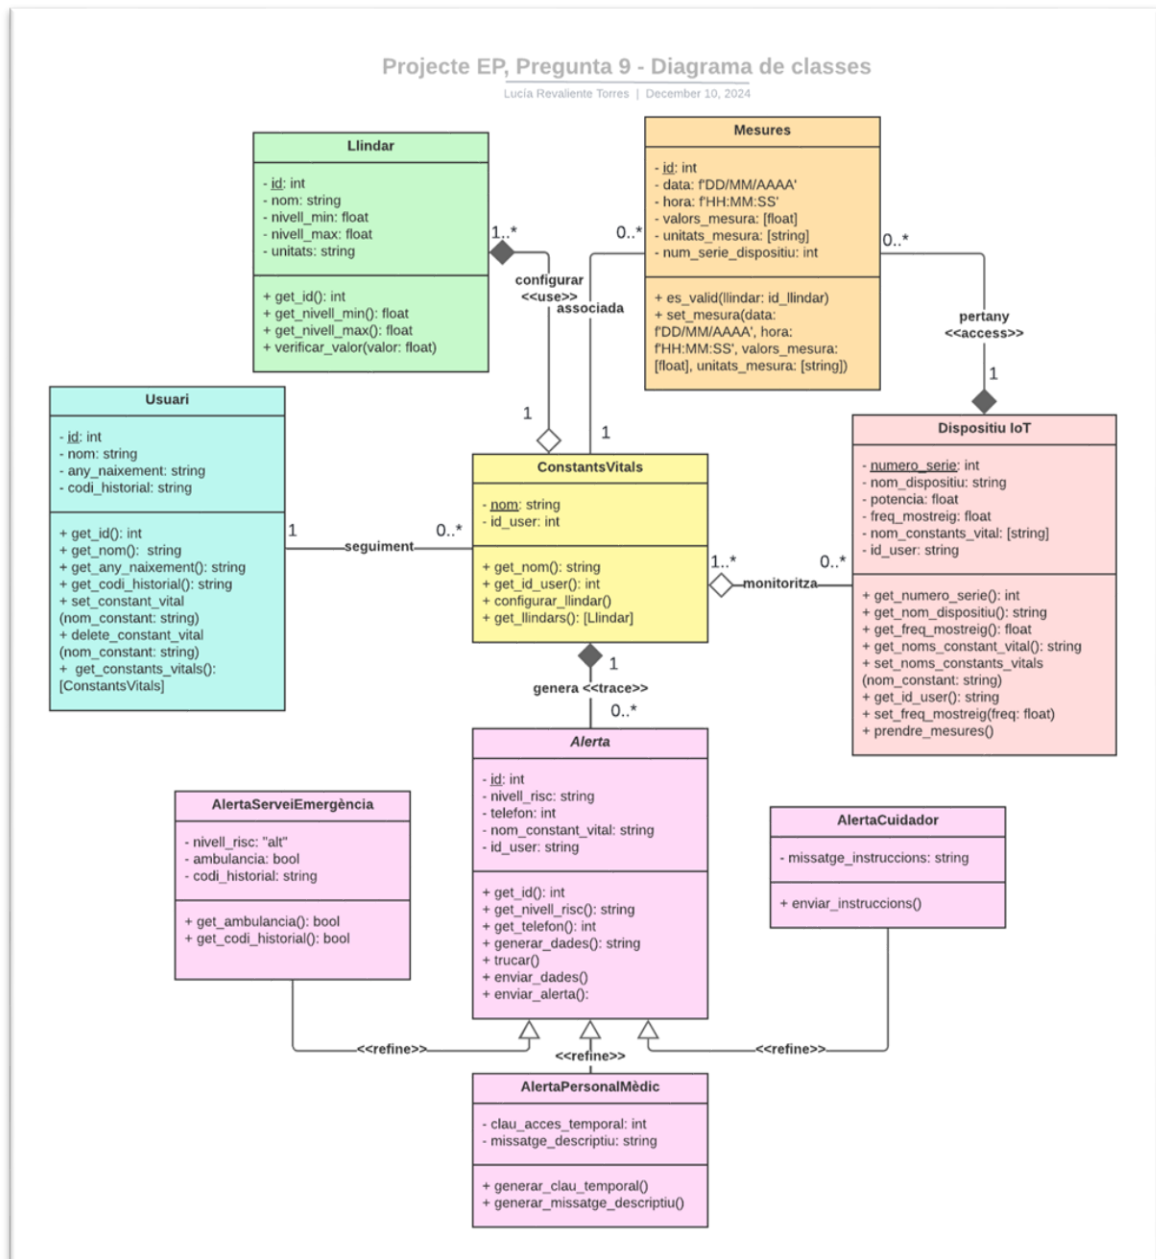 Projecte EP, Pregunta 9 - Diagrama de classes
Lucía Revaliente Torres | December 10, 2024
Llindar
- id: int
- nom: string
- nivell_min: float
- nivell_max: float
- unitats: string
+ get_id(): int
+ get_nivell_min(): float
+ get_nivell_max(): float
+ verificar_valor(valor: float)
Mesures
- id: int
- data: f'DD/MM/AAAA'
- hora: f'HH:MM:SS'
- valors_mesura: [float]
- unitats_mesura: [string]
- num_serie_dispositiu: int
+ es_valid(llindar: id_llindar)
+ set_mesura(data:
f'DD/MM/AAAA', hora:
f'HH:MM:SS', valors_mesura:
[float], unitats_mesura: [string])
1..*
configurar
<<use>>
1
0..*
associada
1
0..*
pertany
<<access>>
1
Usuari
- id: int
- nom: string
- any_naixement: string
- codi_historial: string
+ get_id(): int
+ get_nom():  string
+ get_any_naixement(): string
+ get_codi_historial(): string
+ set_constant_vital
(nom_constant: string)
+ delete_constant_vital
(nom_constant: string)
+  get_constants_vitals():
[ConstantsVitals]
1
seguiment
0..*
ConstantsVitals
- nom: string
- id_user: int
+ get_nom(): string
+ get_id_user(): int
+ configurar_llindar()
+ get_llindars(): [Llindar]
1..*
monitoritza
0..*
Dispositiu IoT
- numero_serie: int
- nom_dispositiu: string
- potencia: float
- freq_mostreig: float
- nom_constants_vital: [string]
- id_user: string
+ get_numero_serie(): int
+ get_nom_dispositiu(): string
+ get_freq_mostreig(): float
+ get_noms_constant_vital(): string
+ set_noms_constants_vitals
(nom_constant: string)
+ get_id_user(): string
+ set_freq_mostreig(freq: float)
+ prendre_mesures()
1
genera <<trace>>
0..*
Alerta
- id: int
- nivell_risc: string
- telefon: int
- nom_constant_vital: string
- id_user: string
+ get_id(): int
+ get_nivell_risc(): string
+ get_telefon(): int
+ generar_dades(): string
+ trucar()
+ enviar_dades()
+ enviar_alerta():
AlertaServeiEmergència
- nivell_risc: "alt"
- ambulancia: bool
- codi_historial: string
+ get_ambulancia(): bool
+ get_codi_historial(): bool
AlertaCuidador
- missatge_instruccions: string
+ enviar_instruccions()
<<refine>>
<<refine>>
<<refine>>
AlertaPersonalMèdic
- clau_acces_temporal: int
- missatge_descriptiu: string
+ generar_clau_temporal()
+ generar_missatge_descriptiu()